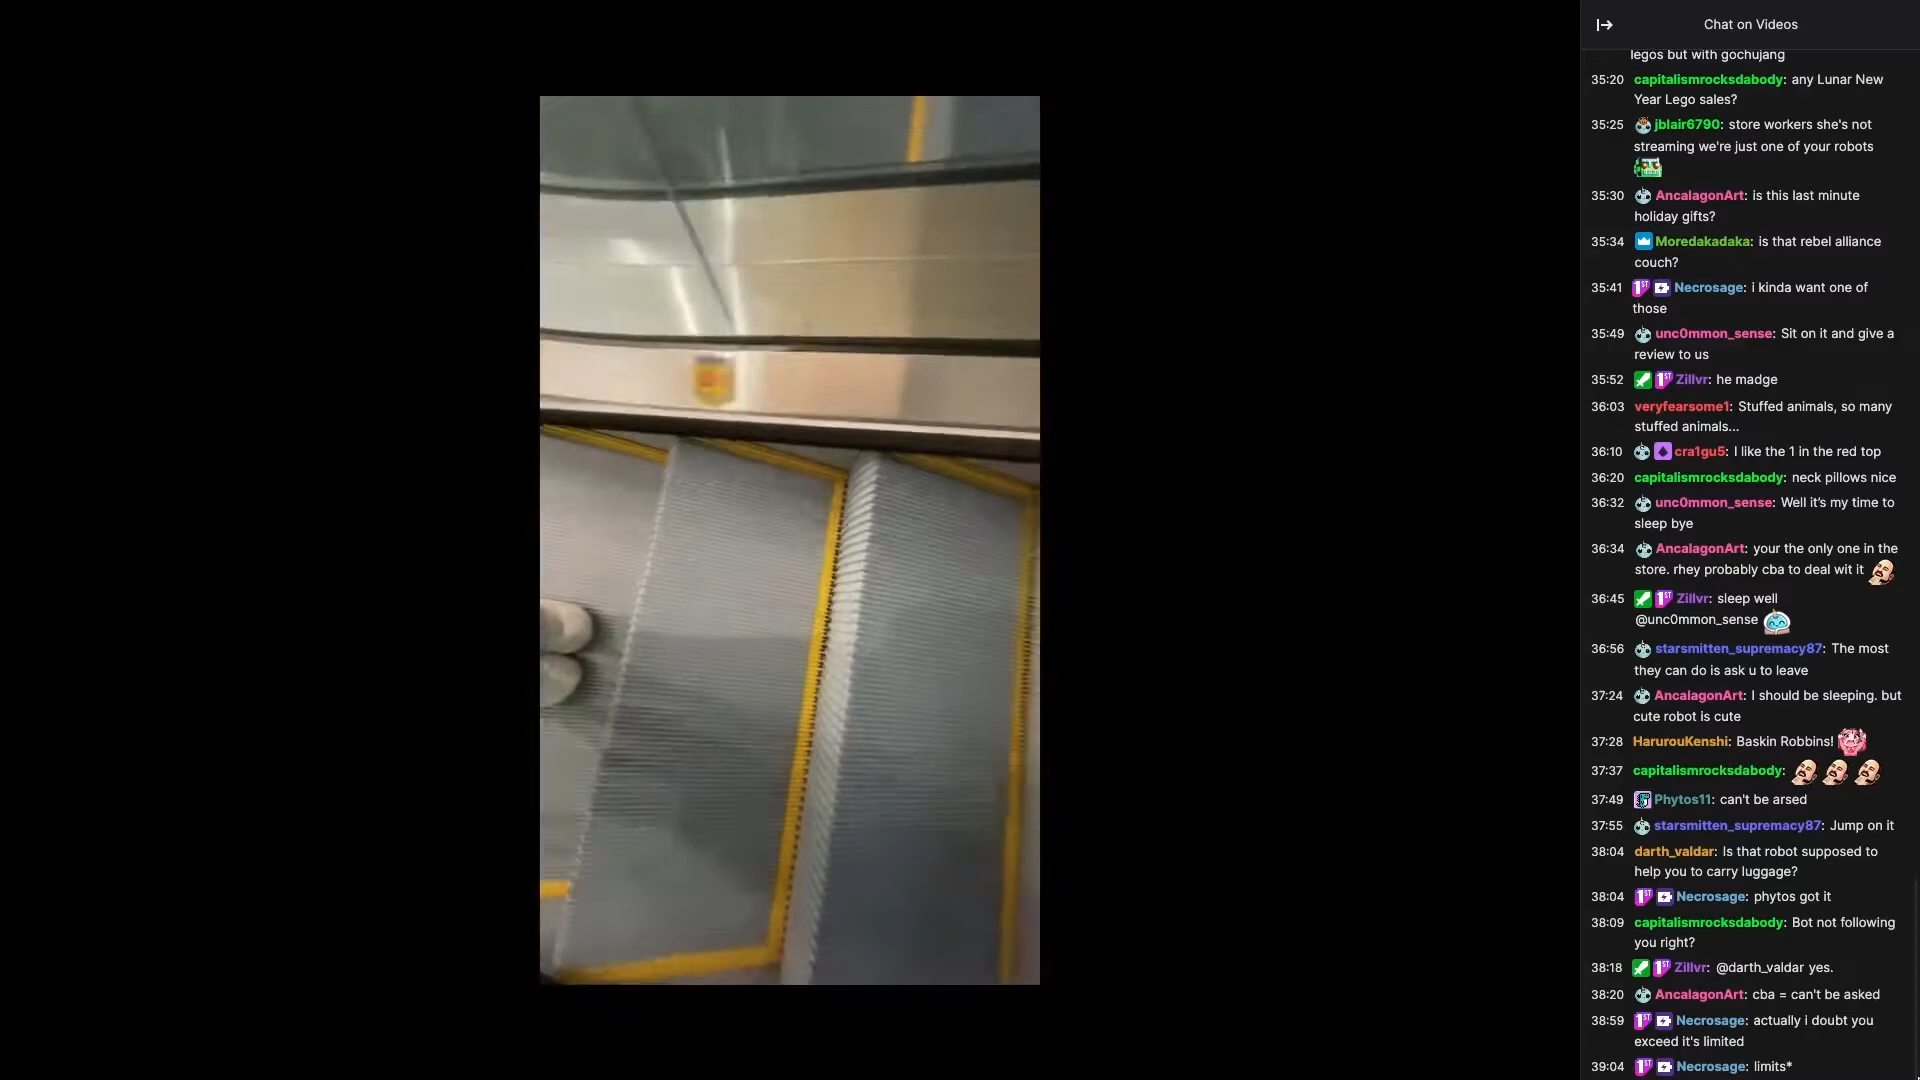 Chat on Videos
legos but with gochujang
35:20 capitalismrocksdabody: any Lunar New
Year Lego sales?
35:25 jblair6790: store workers she's not
streaming we're just one of your robots
35:30 AncalagonArt: is this last minute
holiday gifts?
35:34 Moredakadaka: is that rebel alliance
couch?
35:41 1ST Necrosage: i kinda want one of
those
35:49 unc0mmon_sense: Sit on it and give a
review to us
35:52 1ST Zillvr: he madge
36:03 veryfearsome1: Stuffed animals, so many
stuffed animals...
36:10 cra1gu5: I like the 1 in the red top
36:20 capitalismrocksdabody: neck pillows nice
36:32 unc0mmon_sense: Well it's my time to
sleep bye
36:34 AncalagonArt: your the only one in the
store. rhey probably cba to deal wit it
36:45 1ST Zillvr: sleep well
@unc0mmon_sense
36:56 starsmitten_supremacy87: The most
they can do is ask u to leave
37:24 AncalagonArt: I should be sleeping. but
cute robot is cute
37:28 HarurouKenshi: Baskin Robbins!
37:37 capitalismrocksdabody:
37:49 Phytos11: can't be arsed
37:55 starsmitten_supremacy87: Jump on it
38:04 darth_valdar: Is that robot supposed to
help you to carry luggage?
38:04 1ST Necrosage: phytos got it
38:09 capitalismrocksdabody: Bot not following
you right?
38:18 1ST Zillvr: @darth_valdar yes.
38:20 AncalagonArt: cba = can't be asked
38:59 1ST Necrosage: actually i doubt you
exceed it's limited
39:04 1ST Necrosage: limits*